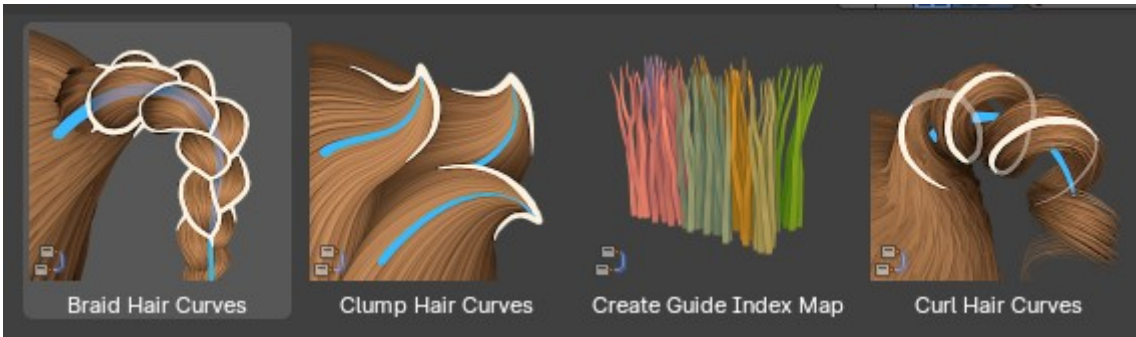 Braid Hair Curves
Clump Hair Curves
Create Guide Index Map
Curl Hair Curves